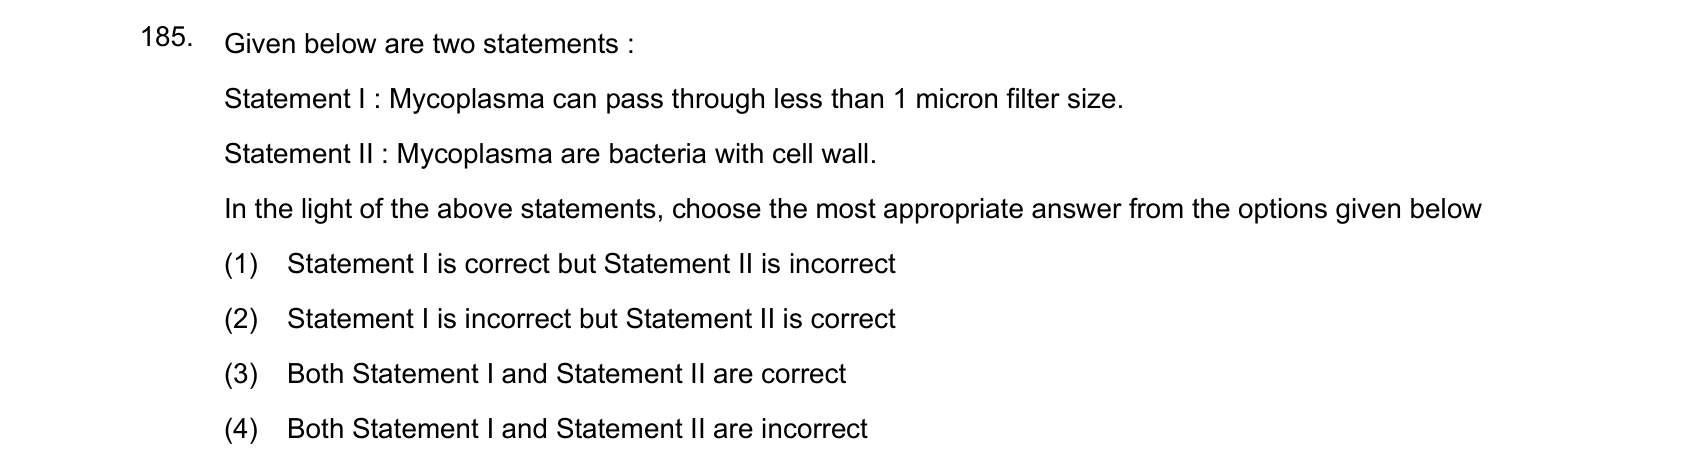 185. Given below are two statements :
Statement I : Mycoplasma can pass through less than 1 micron filter size.
Statement II : Mycoplasma are bacteria with cell wall.
In the light of the above statements, choose the most appropriate answer from the options given below
(1) Statement I is correct but Statement II is incorrect
(2) Statement I is incorrect but Statement II is correct
(3) Both Statement I and Statement II are correct
(4) Both Statement I and Statement II are incorrect